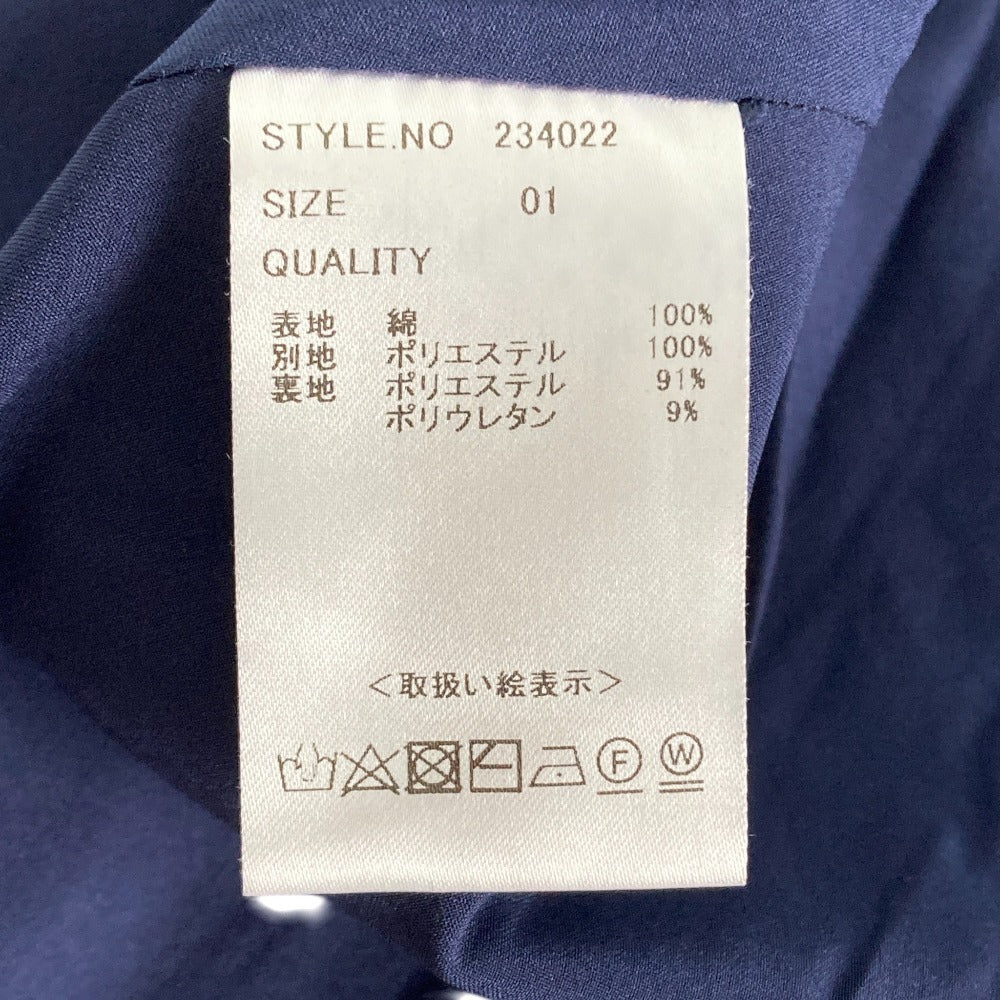 STYLE.NO 234022
SIZE 01
QUALITY
表地 綿 100%
別地 ポリエステル 100%
裏地 ポリエステル 91%
ポリウレタン 9%
＜取扱い絵表示＞
F W